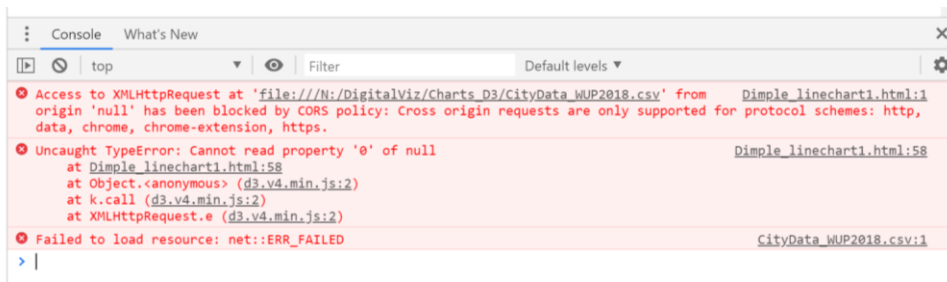 Console What's New
top Filter Default levels ▼
Access to XMLHttpRequest at 'file:///N:/DigitalViz/Charts_D3/CityData_WUP2018.csv' from Dimple_linechart1.html:1
origin 'null' has been blocked by CORS policy: Cross origin requests are only supported for protocol schemes: http,
data, chrome, chrome-extension, https.
Uncaught TypeError: Cannot read property '0' of null Dimple_linechart1.html:58
at Dimple_linechart1.html:58
at Object.<anonymous> (d3.v4.min.js:2)
at k.call (d3.v4.min.js:2)
at XMLHttpRequest.e (d3.v4.min.js:2)
Failed to load resource: net::ERR_FAILED CityData_WUP2018.csv:1
>